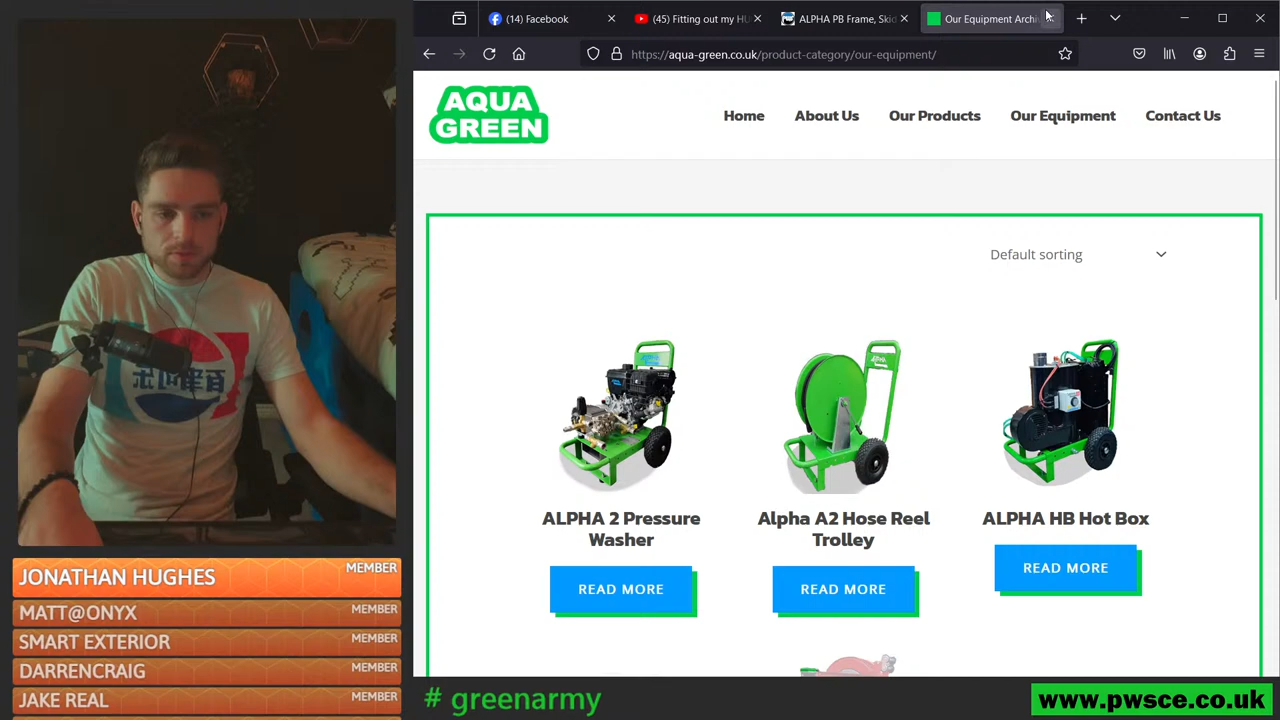 (14) Facebook
(45) Fitting out my HU
ALPHA PB Frame, Skid
Our Equipment Archi
https://aqua-green.co.uk/product-category/our-equipment/
AQUA
GREEN
Home
About Us
Our Products
Our Equipment
Contact Us
Default sorting
ALPHA 2 Pressure
Washer
READ MORE
Alpha A2 Hose Reel
Trolley
READ MORE
ALPHA HB Hot Box
READ MORE
JONATHAN HUGHES
MEMBER
MATT@ONYX
MEMBER
SMART EXTERIOR
MEMBER
DARRENCRAIG
MEMBER
JAKE REAL
MEMBER
# greenarmy
www.pwsce.co.uk